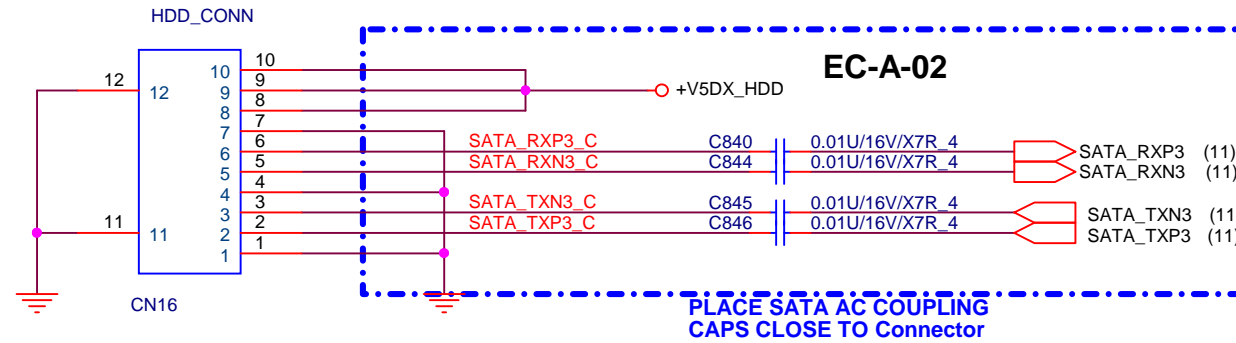 HDD_CONN
EC-A-02
10 10
9 9 +V5DX_HDD
12 12 8 8
7 7
6 6 SATA_RXP3_C C840 0.01U/16V/X7R_4 SATA_RXP3 (11)
5 5 SATA_RXN3_C C844 0.01U/16V/X7R_4 SATA_RXN3 (11)
4 4
3 3 SATA_TXN3_C C845 0.01U/16V/X7R_4 SATA_TXN3 (11
11 11 2 2 SATA_TXP3_C C846 0.01U/16V/X7R_4 SATA_TXP3 (11)
1 1
CN16
PLACE SATA AC COUPLING
CAPS CLOSE TO Connector